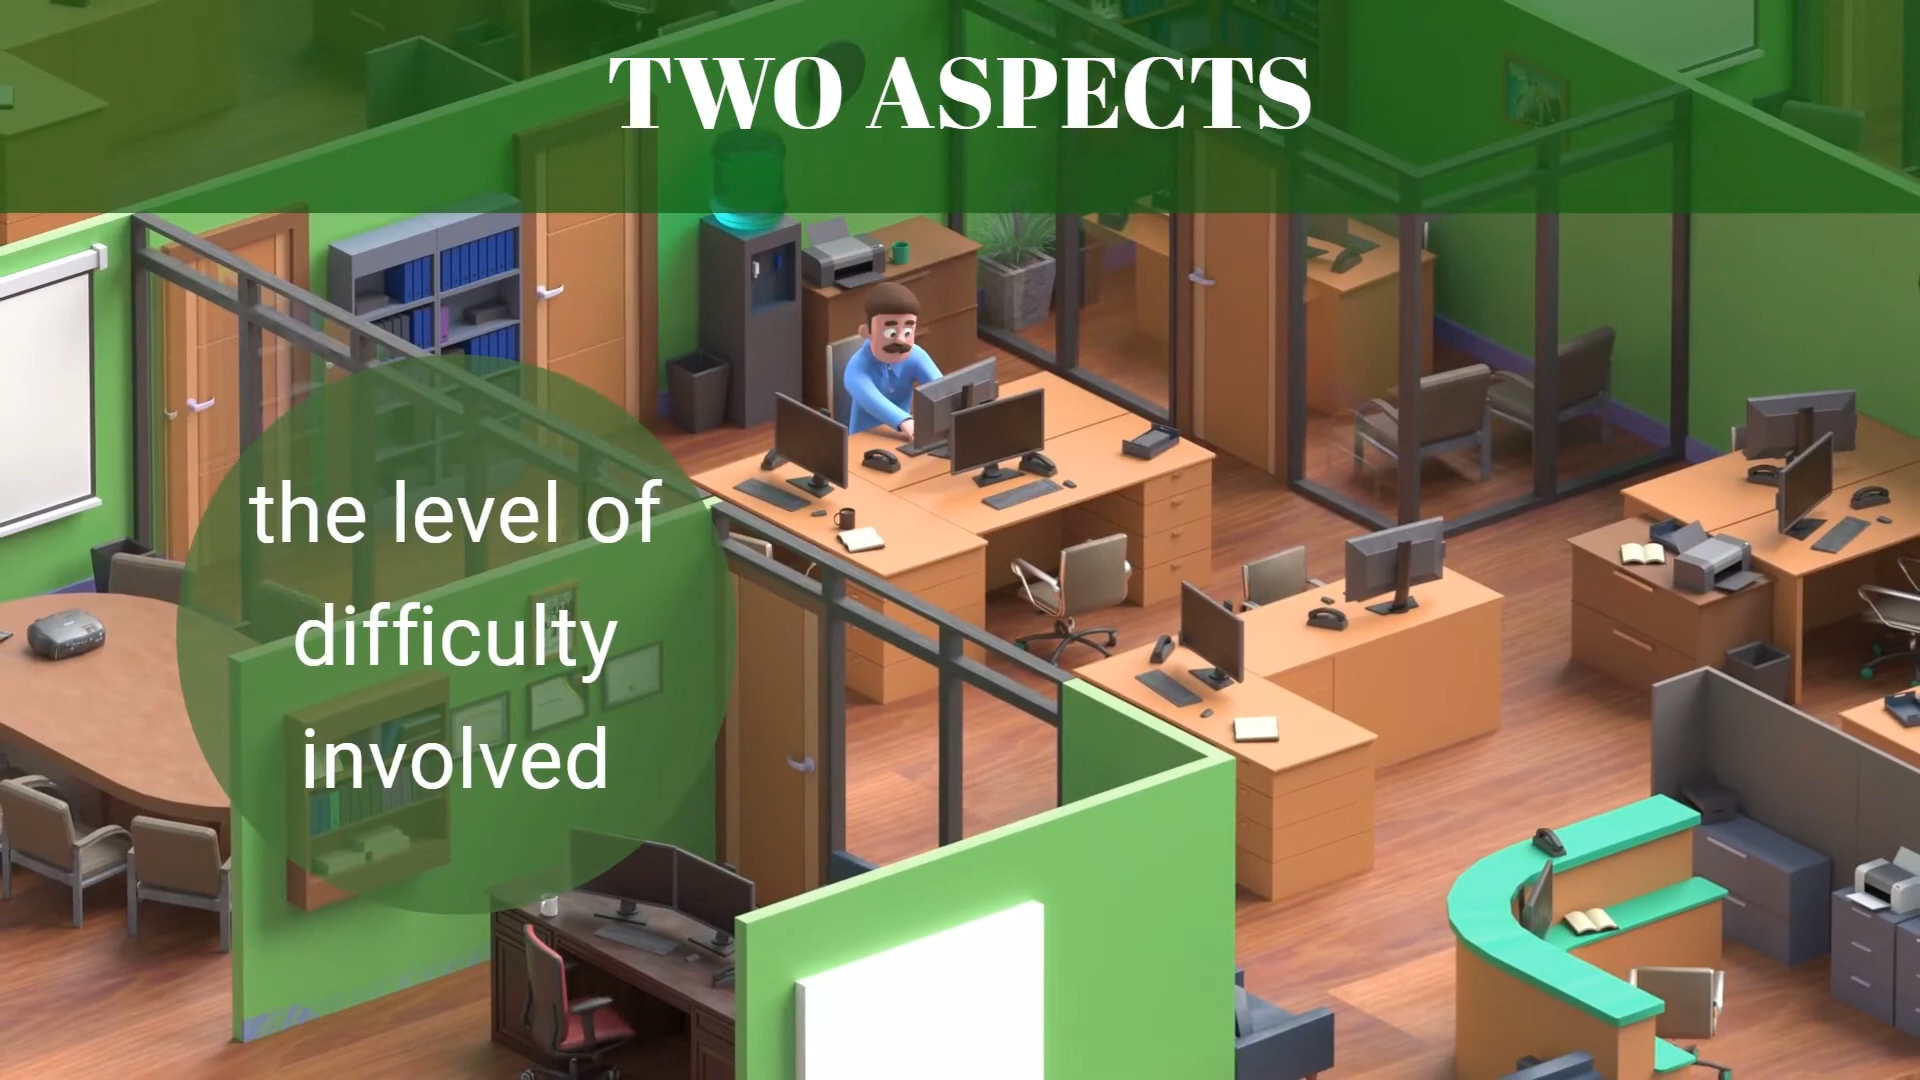 TWO ASPECTS
the level of
difficulty
involved